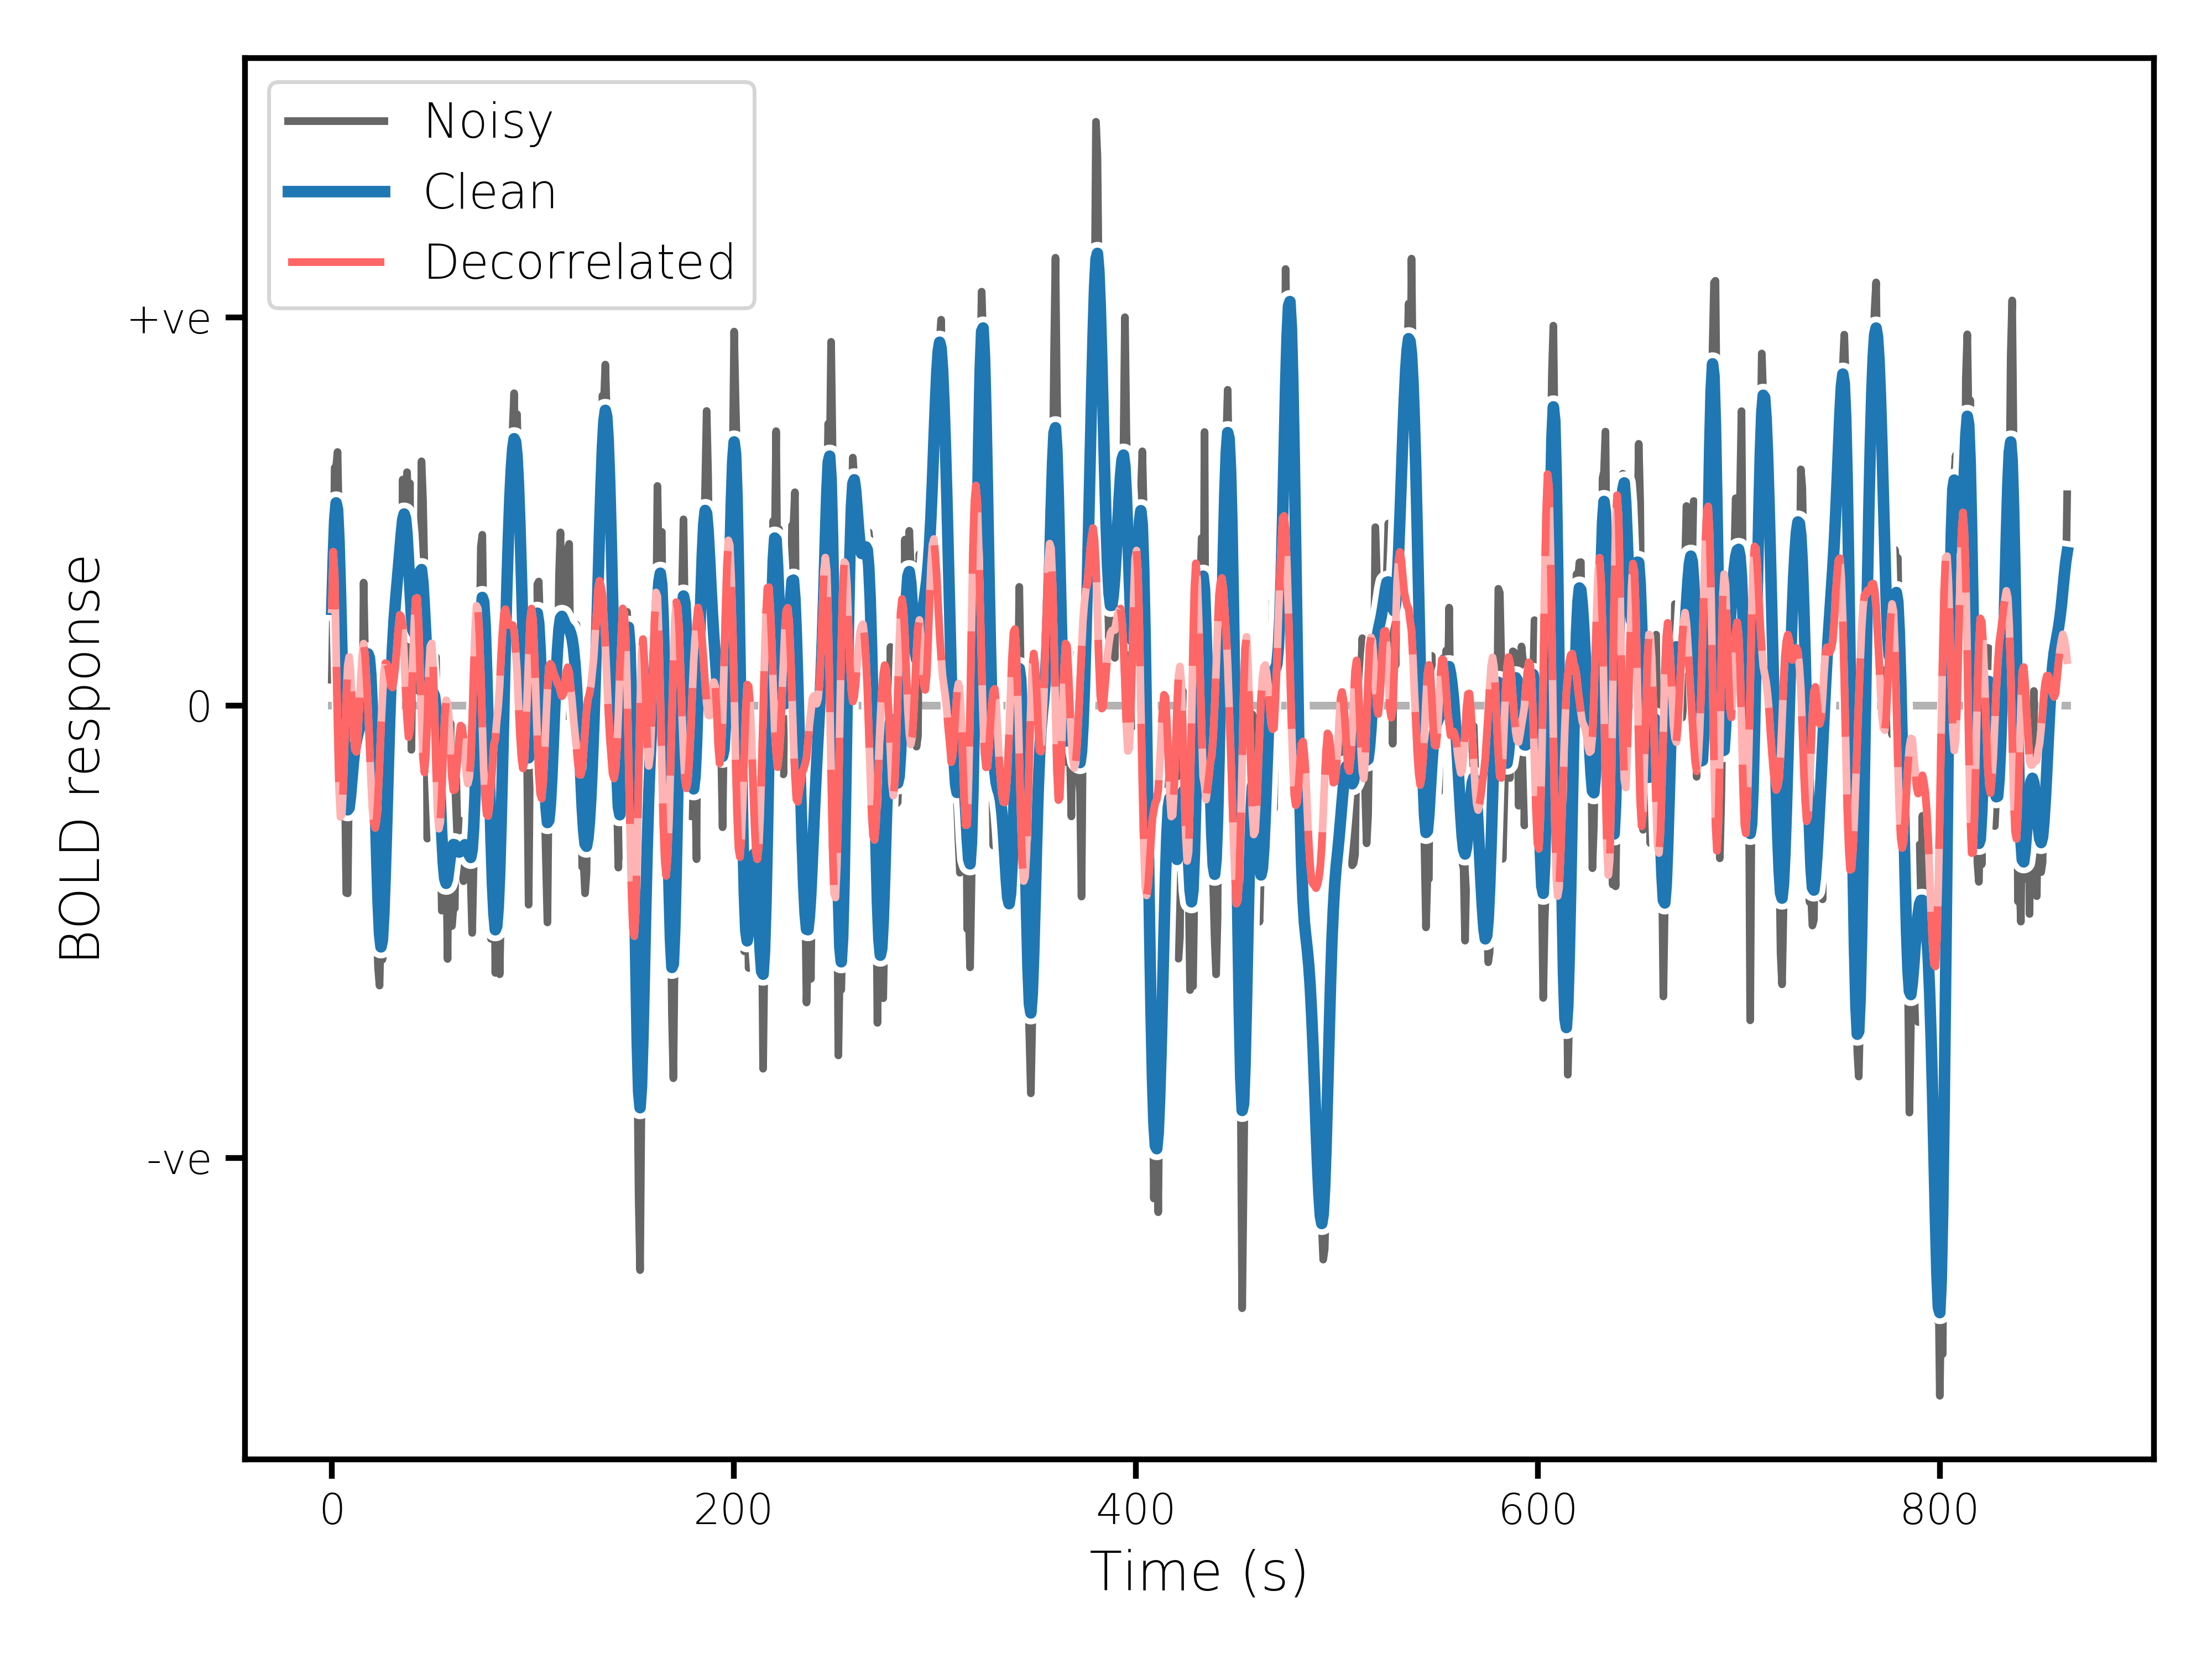 Noisy
Clean
Decorrelated
BOLD response
+ve
0
-ve
0 200 400 600 800
Time (s)